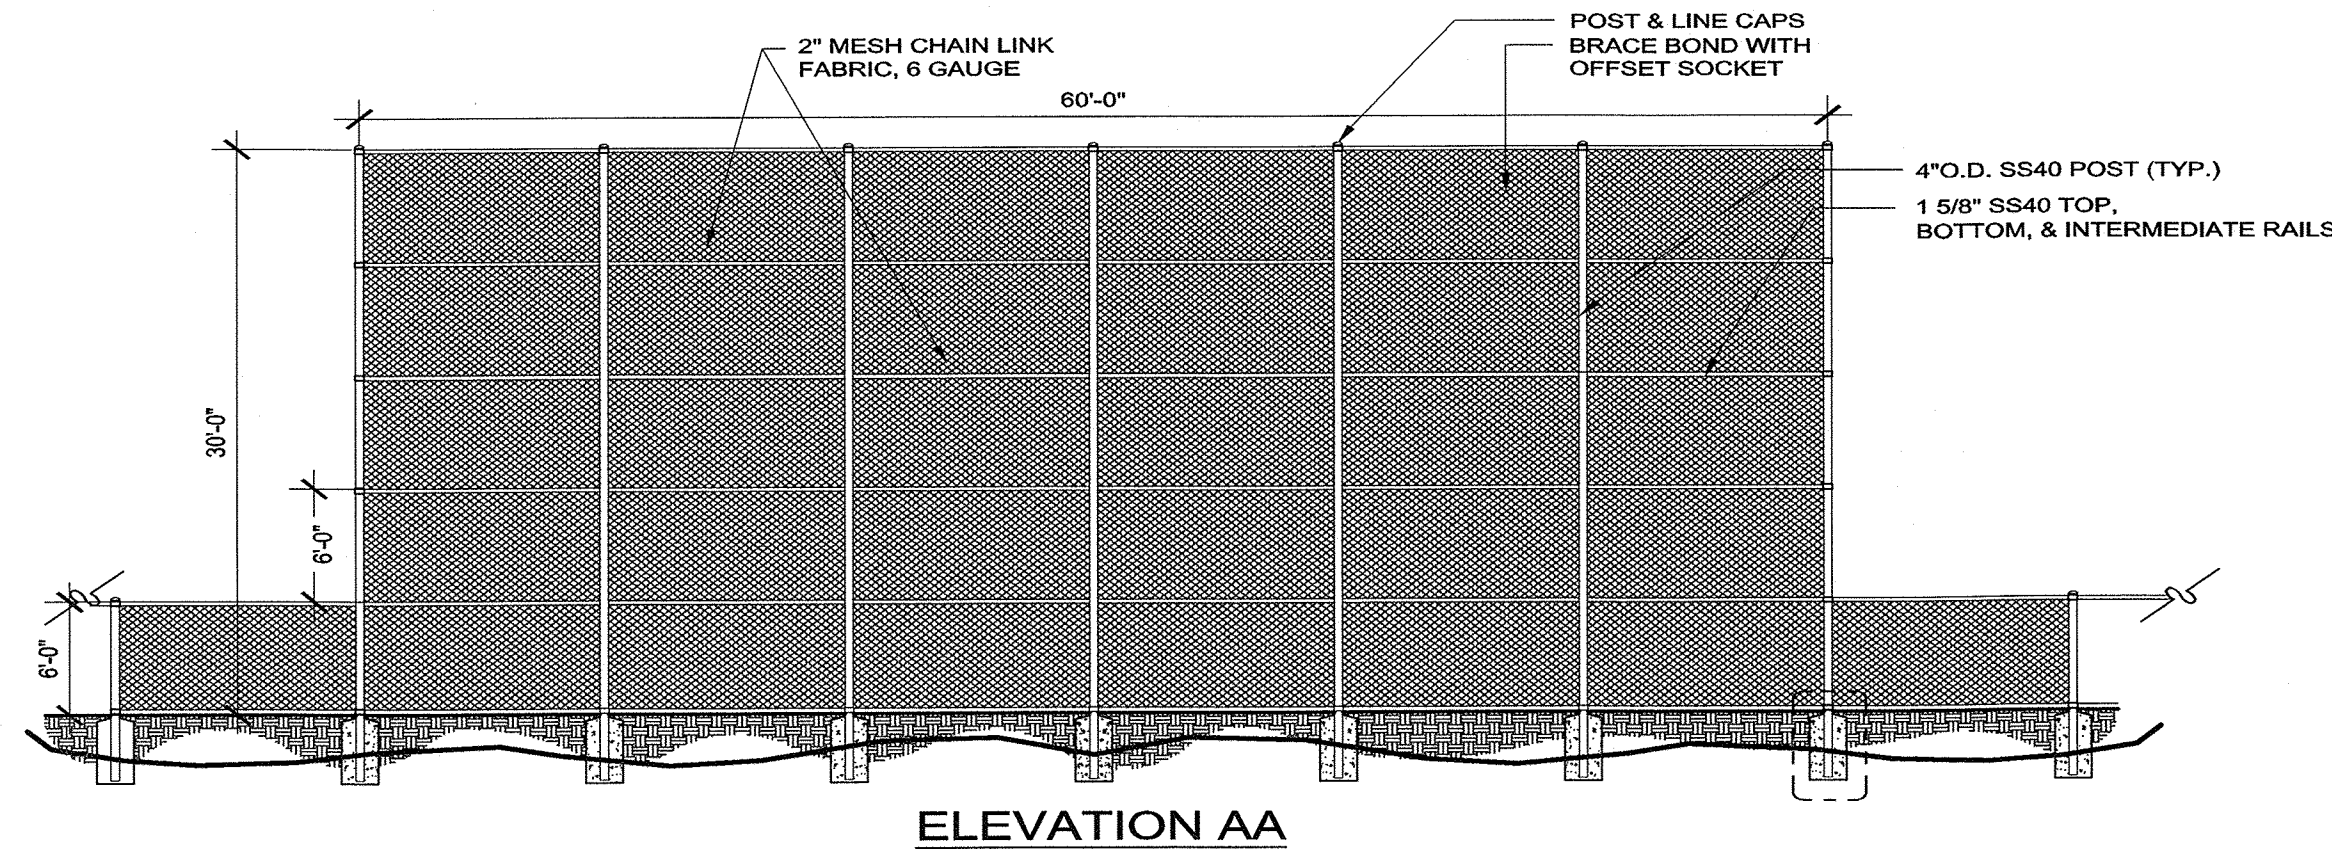 POST & LINE CAPS
BRACE BOND WITH
OFFSET SOCKET
2" MESH CHAIN LINK
FABRIC, 6 GAUGE
60'-0"
4"O.D. SS40 POST (TYP.)
1 5/8" SS40 TOP,
BOTTOM, & INTERMEDIATE RAILS
30'-0"
6'-0"
6'-0"
ELEVATION AA